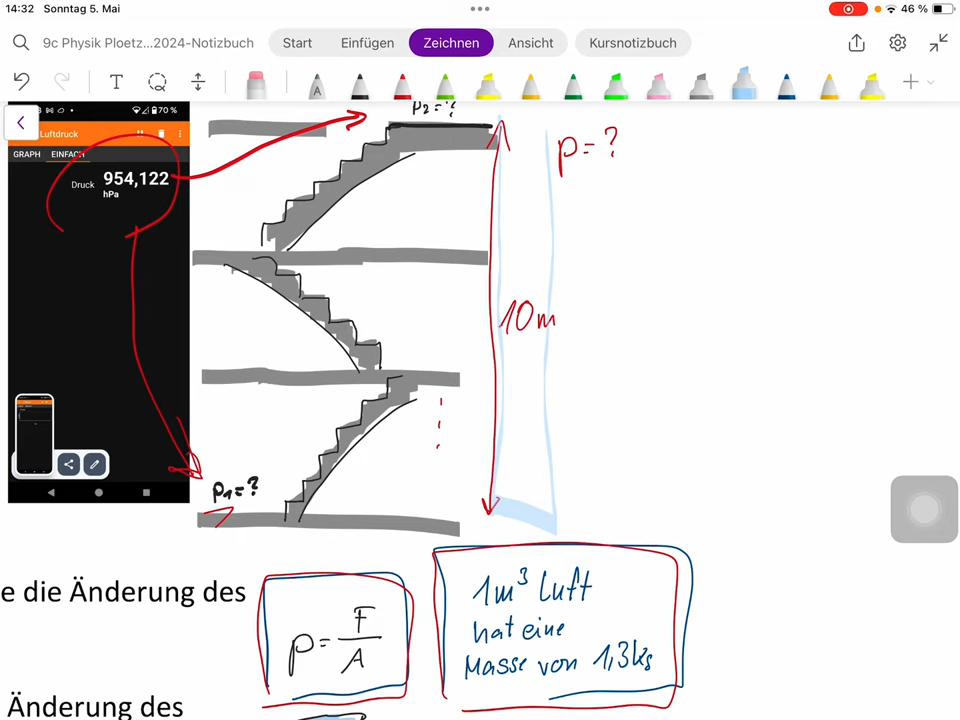 14:32 Sonntag 5. Mai
46 %
9c Physik Ploetz...2024-Notizbuch
Start Einfügen Zeichnen Ansicht Kursnotizbuch
T
A
70 %
Luftdruck
GRAPH EINFACH
Druck 954,122
hPa
p₂=?
p=?
10m
p₁=?
e die Änderung des
p=F/A
1m³ Luft
hat eine
Masse von 1,3kg
Änderung des